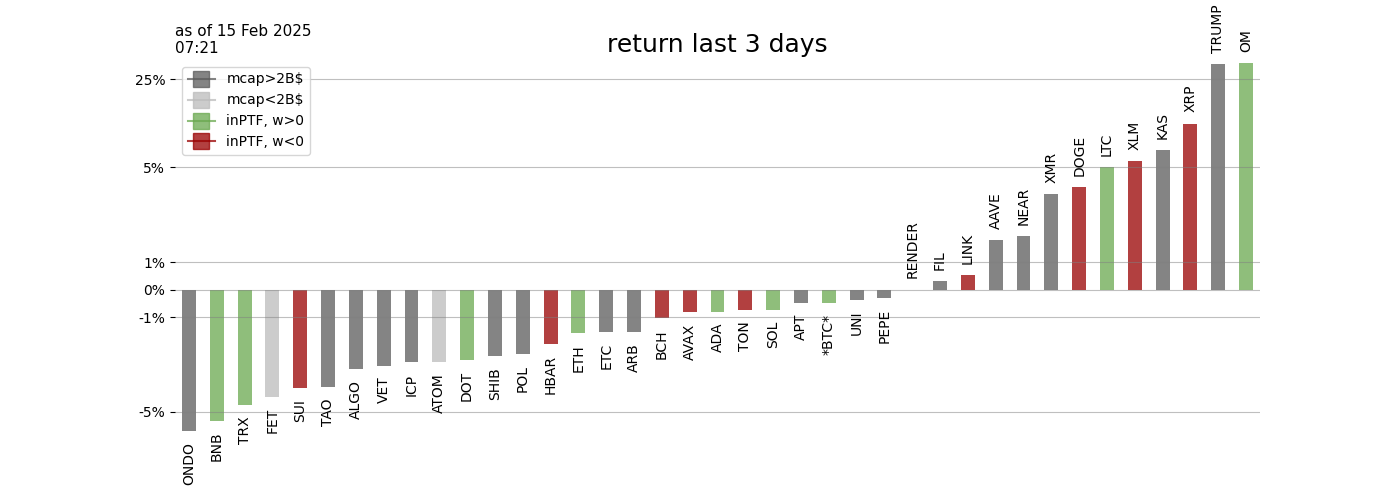 as of 15 Feb 2025
07:21
return last 3 days
mcap>2B$
mcap<2B$
inPTF, w>0
inPTF, w<0
25%
5%
1%
0%
-1%
-5%
ONDO
BNB
TRX
FET
SUI
TAO
ALGO
VET
ICP
ATOM
DOT
SHIB
POL
HBAR
ETH
ETC
ARB
BCH
AVAX
ADA
TON
SOL
APT
*BTC*
UNI
PEPE
RENDER
FIL
LINK
AAVE
NEAR
XMR
DOGE
LTC
XLM
KAS
XRP
TRUMP
OM